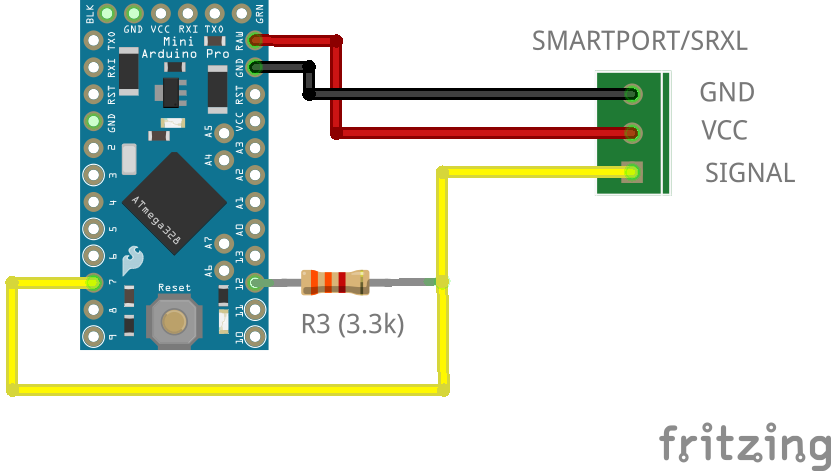 BLK
GND VCC RXI TXO
GRN
Mini
Arduino Pro
TXO
RXI
RST
GND
2
3
4
5
6
7
8
9
RAW
GND
RST
VCC
A3
A2
A1
A0
13
12
11
10
A5
A4
A7
A6
ATmega328
Reset
R3 (3.3k)
SMARTPORT/SRXL
GND
VCC
SIGNAL
fritzing